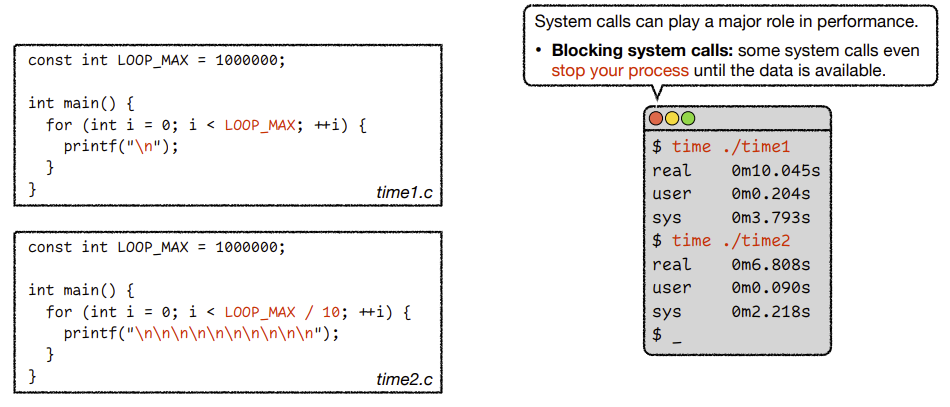 const int LOOP_MAX = 1000000;
int main() {
for (int i = 0; i < LOOP_MAX; ++i) {
printf("\n");
}
}
time1.c
const int LOOP_MAX = 1000000;
int main() {
for (int i = 0; i < LOOP_MAX / 10; ++i) {
printf("\n\n\n\n\n\n\n\n\n\n");
}
}
time2.c
System calls can play a major role in performance.
• Blocking system calls: some system calls even
stop your process until the data is available.
$ time ./time1
real 0m10.045s
user 0m0.204s
sys 0m3.793s
$ time ./time2
real 0m6.808s
user 0m0.090s
sys 0m2.218s
$ _